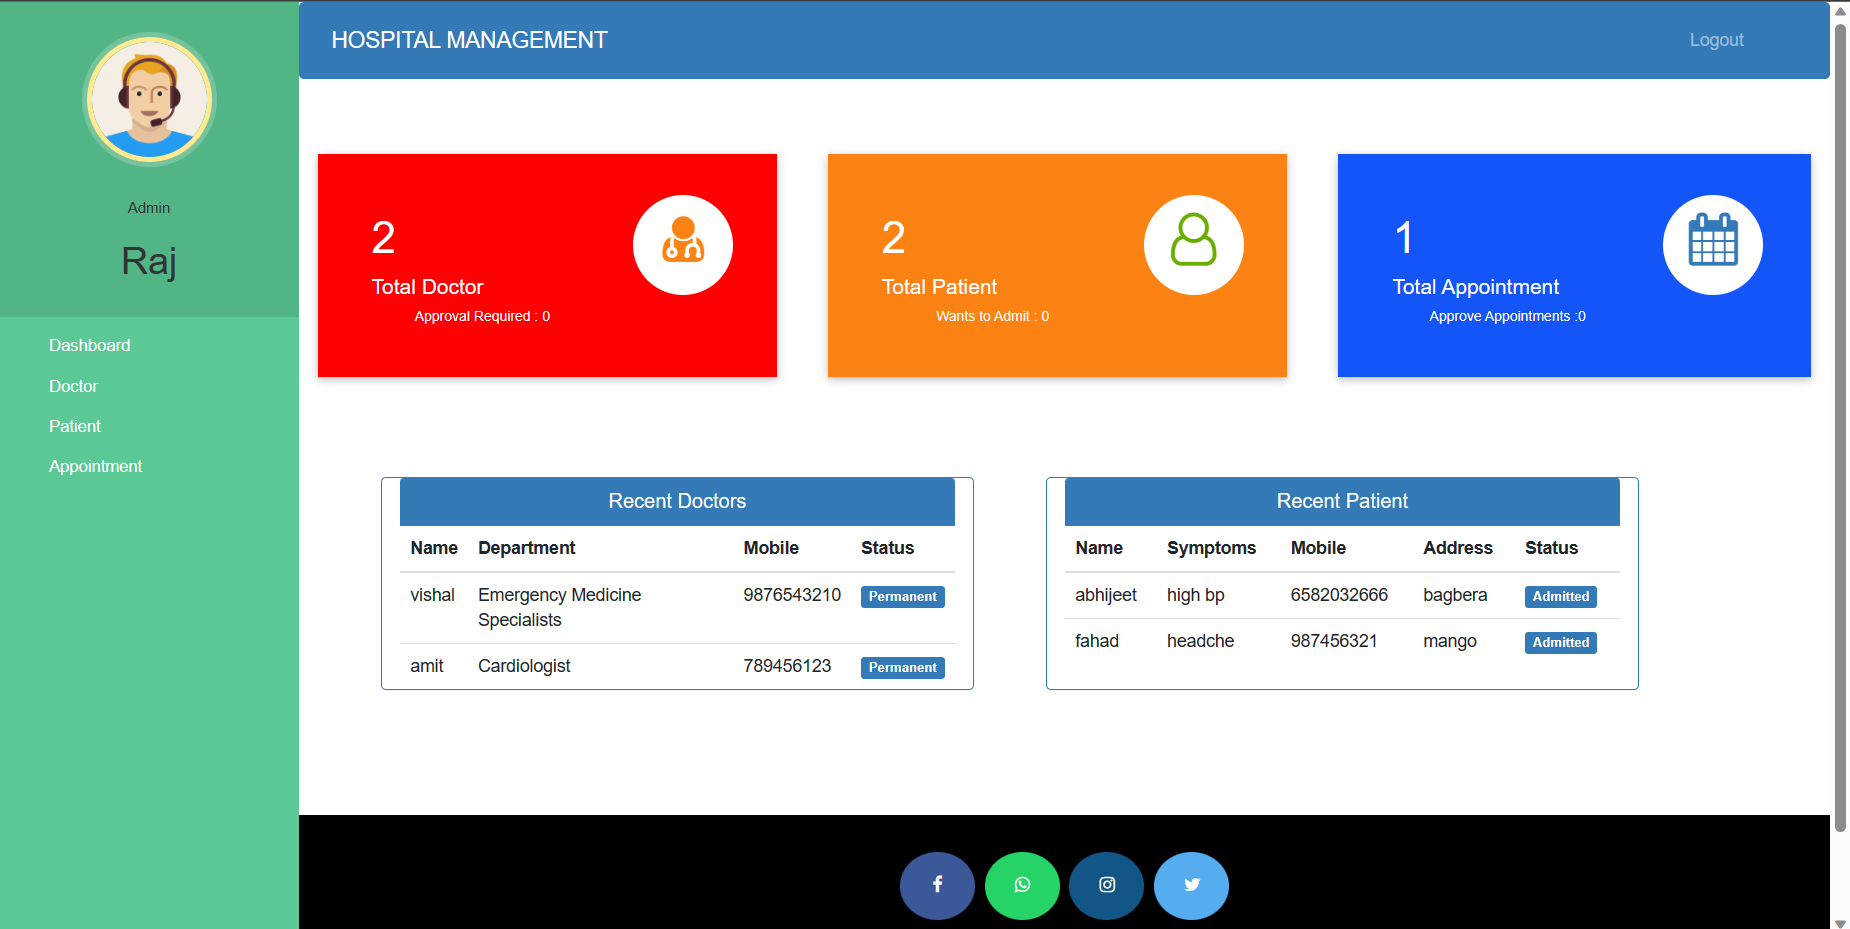 HOSPITAL MANAGEMENT
Logout
Admin
Raj
Dashboard
Doctor
Patient
Appointment
2
Total Doctor
Approval Required : 0
2
Total Patient
Wants to Admit : 0
1
Total Appointment
Approve Appointments :0
Recent Doctors
Name Department Mobile Status
vishal Emergency Medicine 9876543210 Permanent
Specialists
amit Cardiologist 789456123 Permanent
Recent Patient
Name Symptoms Mobile Address Status
abhijeet high bp 6582032666 bagbera Admitted
fahad headche 987456321 mango Admitted